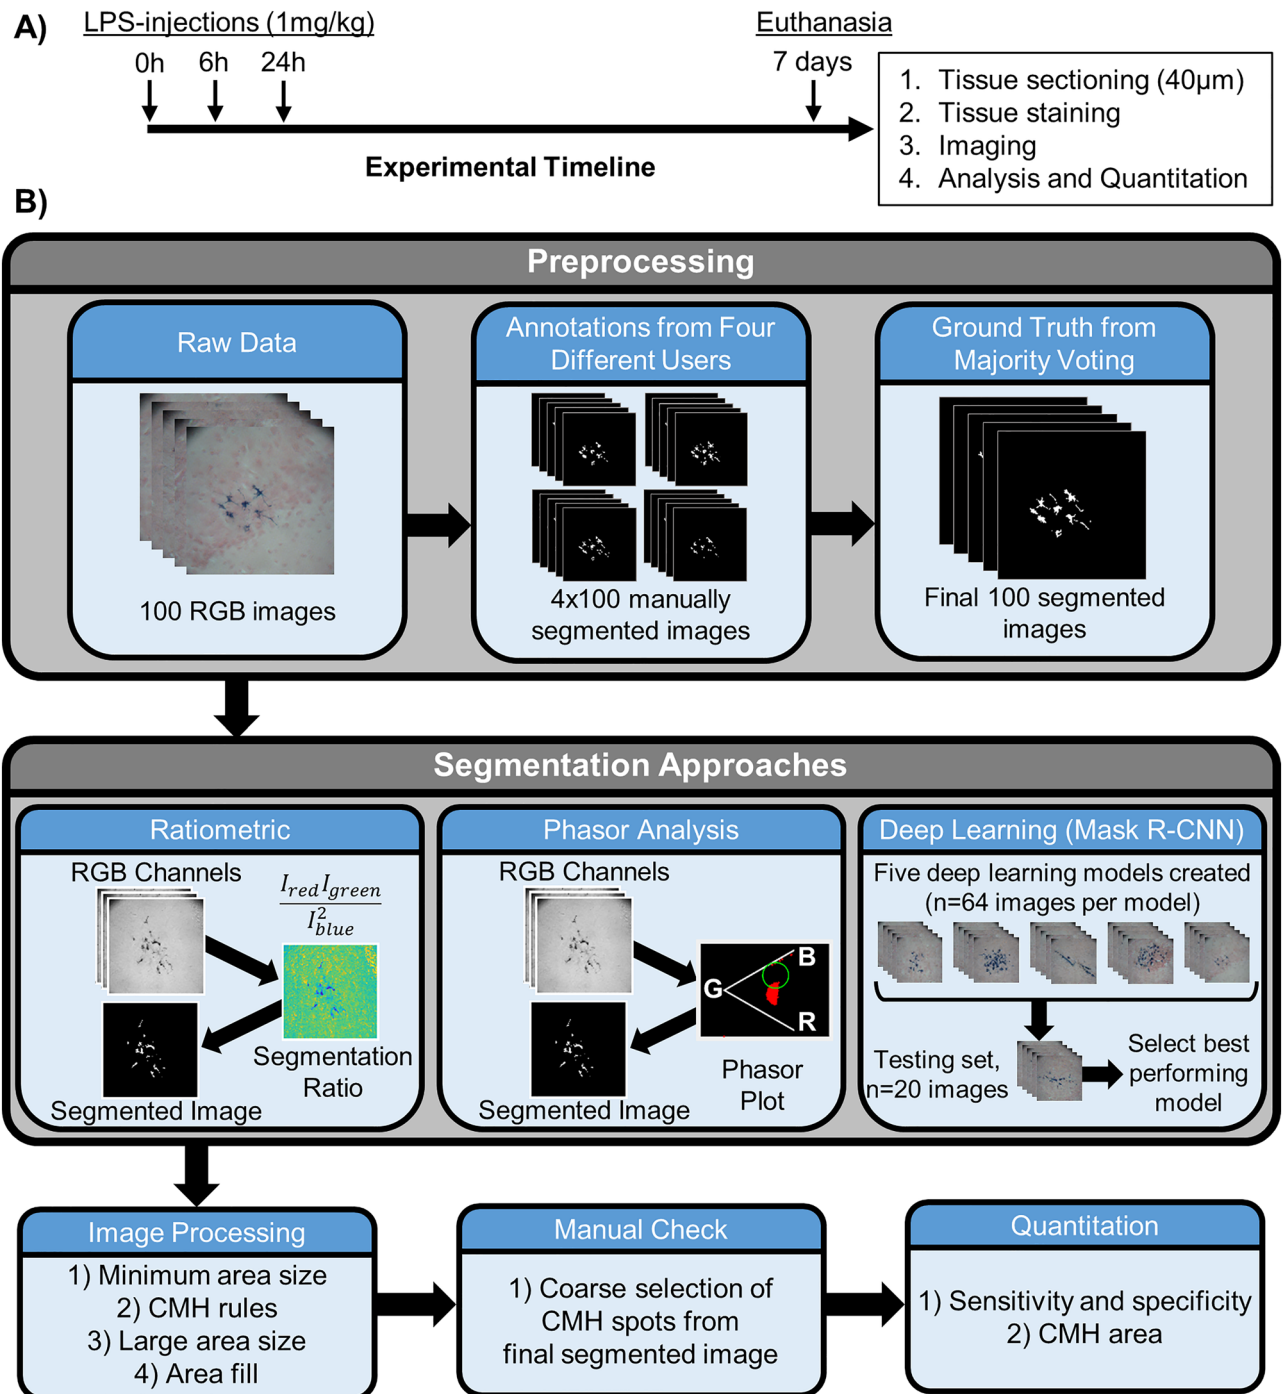 A)
LPS-injections (1mg/kg)
Euthanasia
0h 6h 24h
7 days
Experimental Timeline
1. Tissue sectioning (40µm)
2. Tissue staining
3. Imaging
4. Analysis and Quantitation
B)
Preprocessing
Raw Data
100 RGB images
Annotations from Four
Different Users
4x100 manually
segmented images
Ground Truth from
Majority Voting
Final 100 segmented
images
Segmentation Approaches
Ratiometric
RGB Channels
I_red I_green
I²_blue
Segmentation
Ratio
Segmented Image
Phasor Analysis
RGB Channels
B
G
R
Phasor
Plot
Segmented Image
Deep Learning (Mask R-CNN)
Five deep learning models created
(n=64 images per model)
Testing set,
n=20 images
Select best
performing
model
Image Processing
1) Minimum area size
2) CMH rules
3) Large area size
4) Area fill
Manual Check
1) Coarse selection of
CMH spots from
final segmented image
Quantitation
1) Sensitivity and specificity
2) CMH area